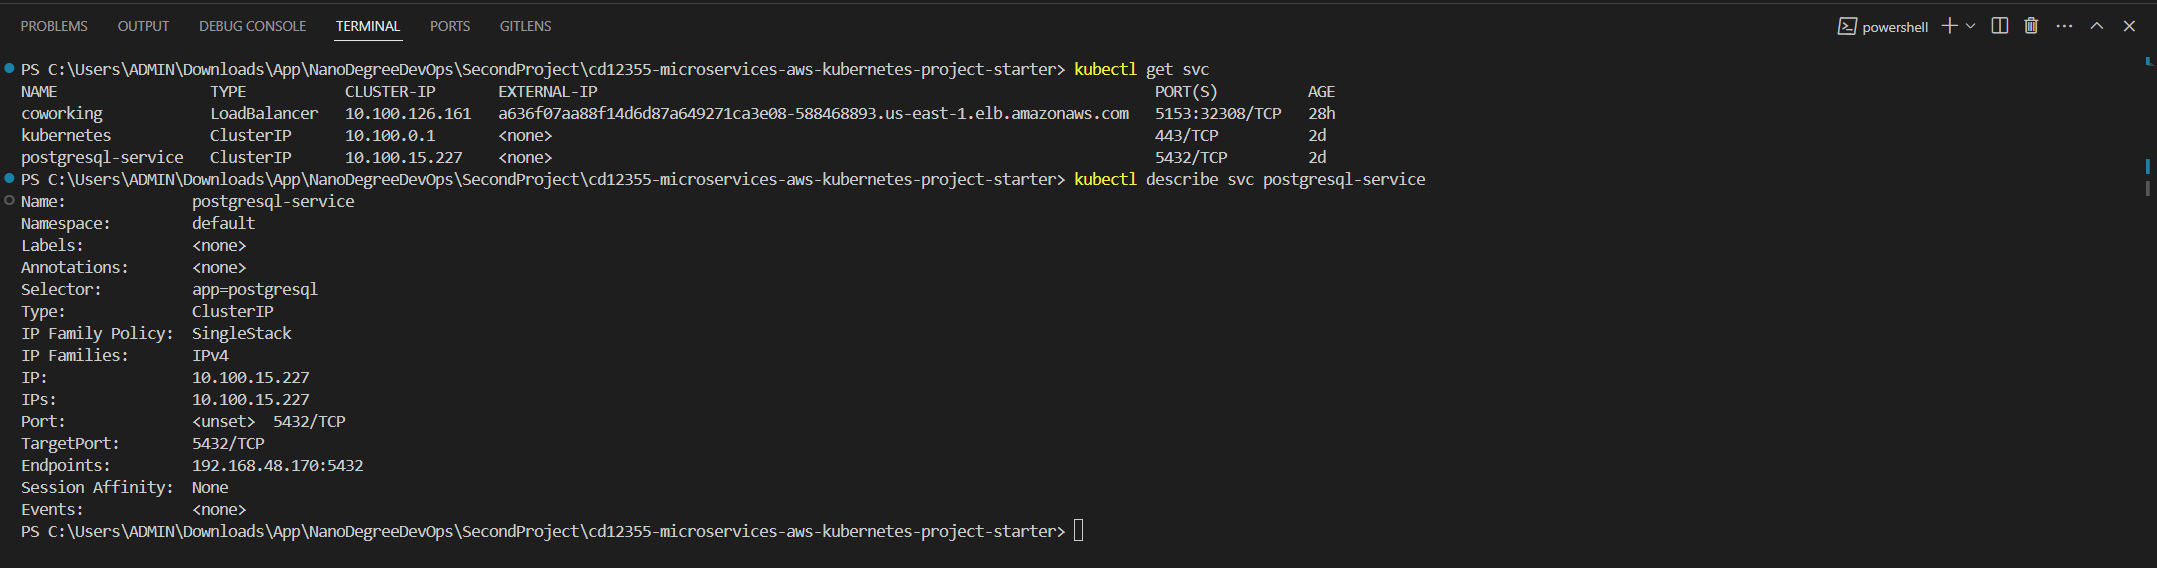 PROBLEMS OUTPUT DEBUG CONSOLE TERMINAL PORTS GITLENS powershell
PS C:\Users\ADMIN\Downloads\App\NanoDegreeDevOps\SecondProject\cd12355-microservices-aws-kubernetes-project-starter> kubectl get svc
NAME TYPE CLUSTER-IP EXTERNAL-IP PORT(S) AGE
coworking LoadBalancer 10.100.126.161 a636f07aa88f14d6d87a649271ca3e08-588468893.us-east-1.elb.amazonaws.com 5153:32308/TCP 28h
kubernetes ClusterIP 10.100.0.1 <none> 443/TCP 2d
postgresql-service ClusterIP 10.100.15.227 <none> 5432/TCP 2d
PS C:\Users\ADMIN\Downloads\App\NanoDegreeDevOps\SecondProject\cd12355-microservices-aws-kubernetes-project-starter> kubectl describe svc postgresql-service
Name: postgresql-service
Namespace: default
Labels: <none>
Annotations: <none>
Selector: app=postgresql
Type: ClusterIP
IP Family Policy: SingleStack
IP Families: IPv4
IP: 10.100.15.227
IPs: 10.100.15.227
Port: <unset> 5432/TCP
TargetPort: 5432/TCP
Endpoints: 192.168.48.170:5432
Session Affinity: None
Events: <none>
PS C:\Users\ADMIN\Downloads\App\NanoDegreeDevOps\SecondProject\cd12355-microservices-aws-kubernetes-project-starter>